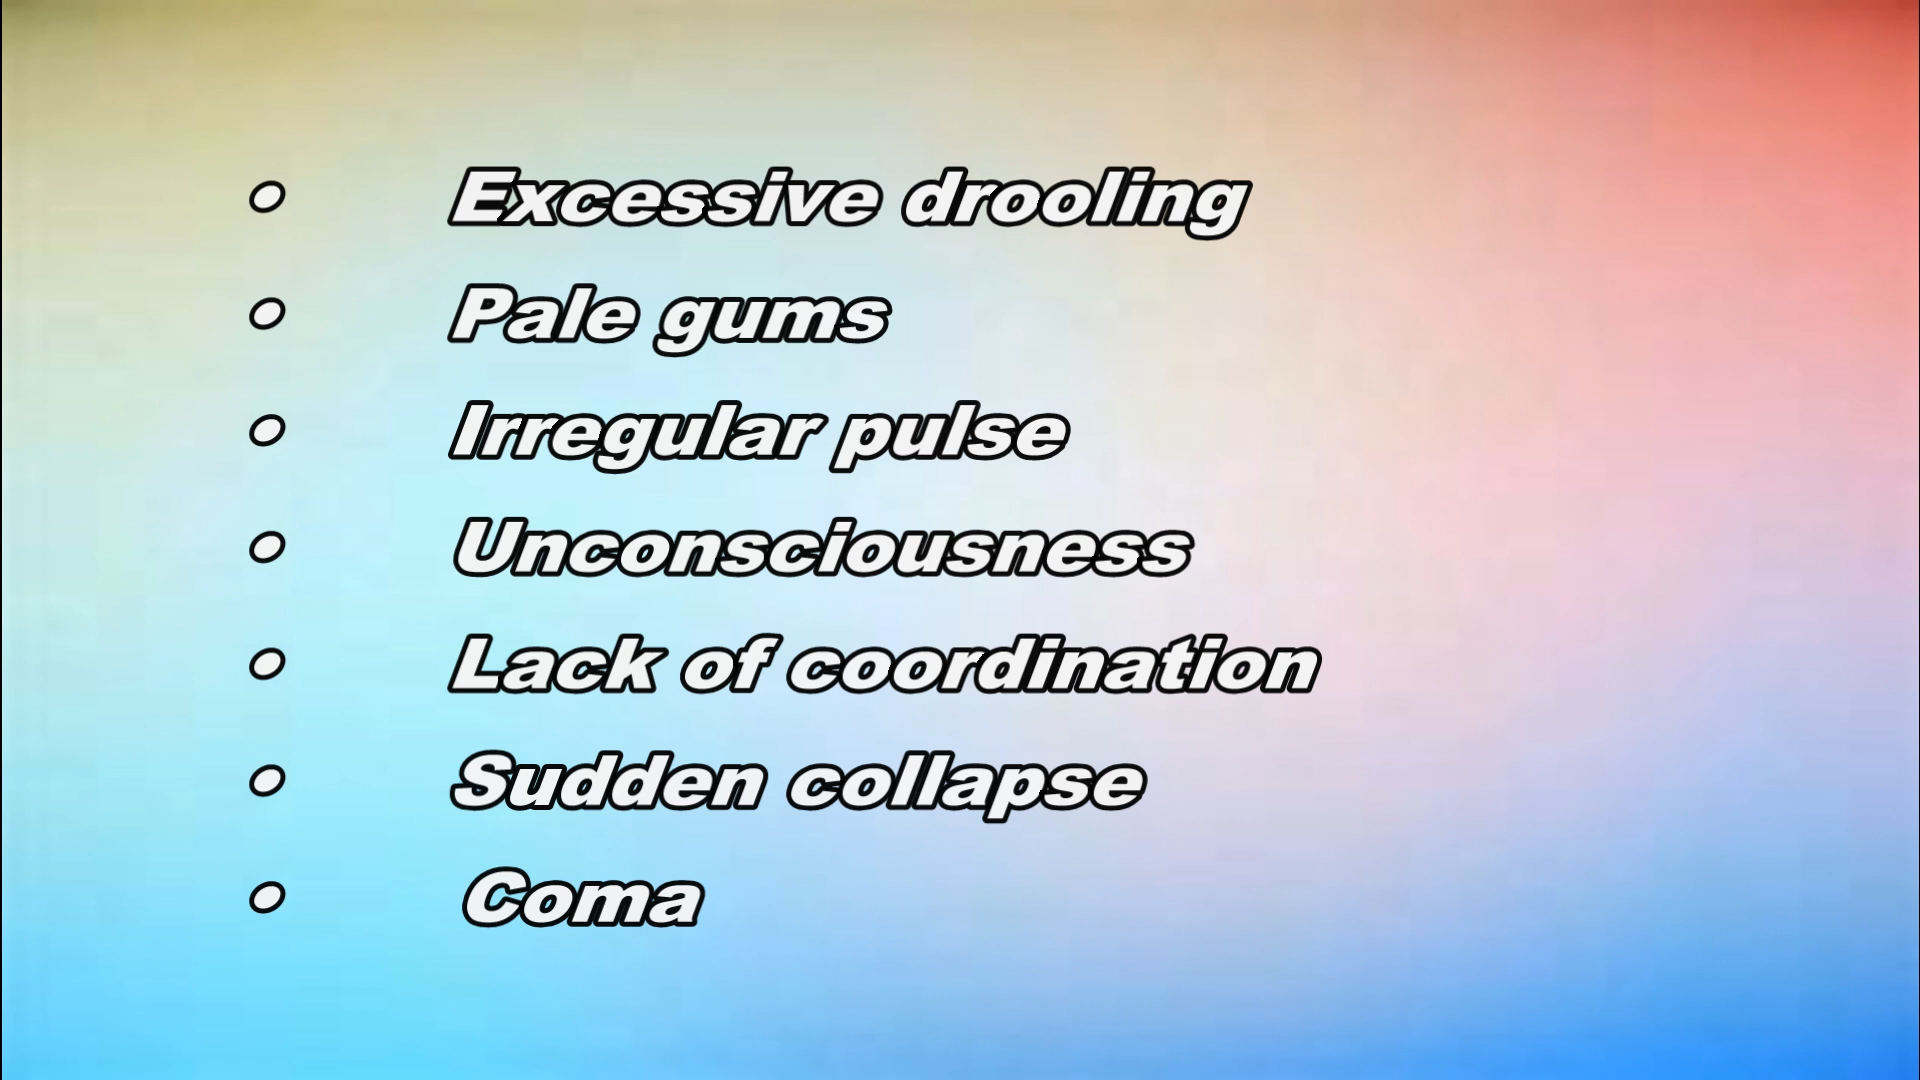 • Excessive drooling
• Pale gums
• Irregular pulse
• Unconsciousness
• Lack of coordination
• Sudden collapse
• Coma